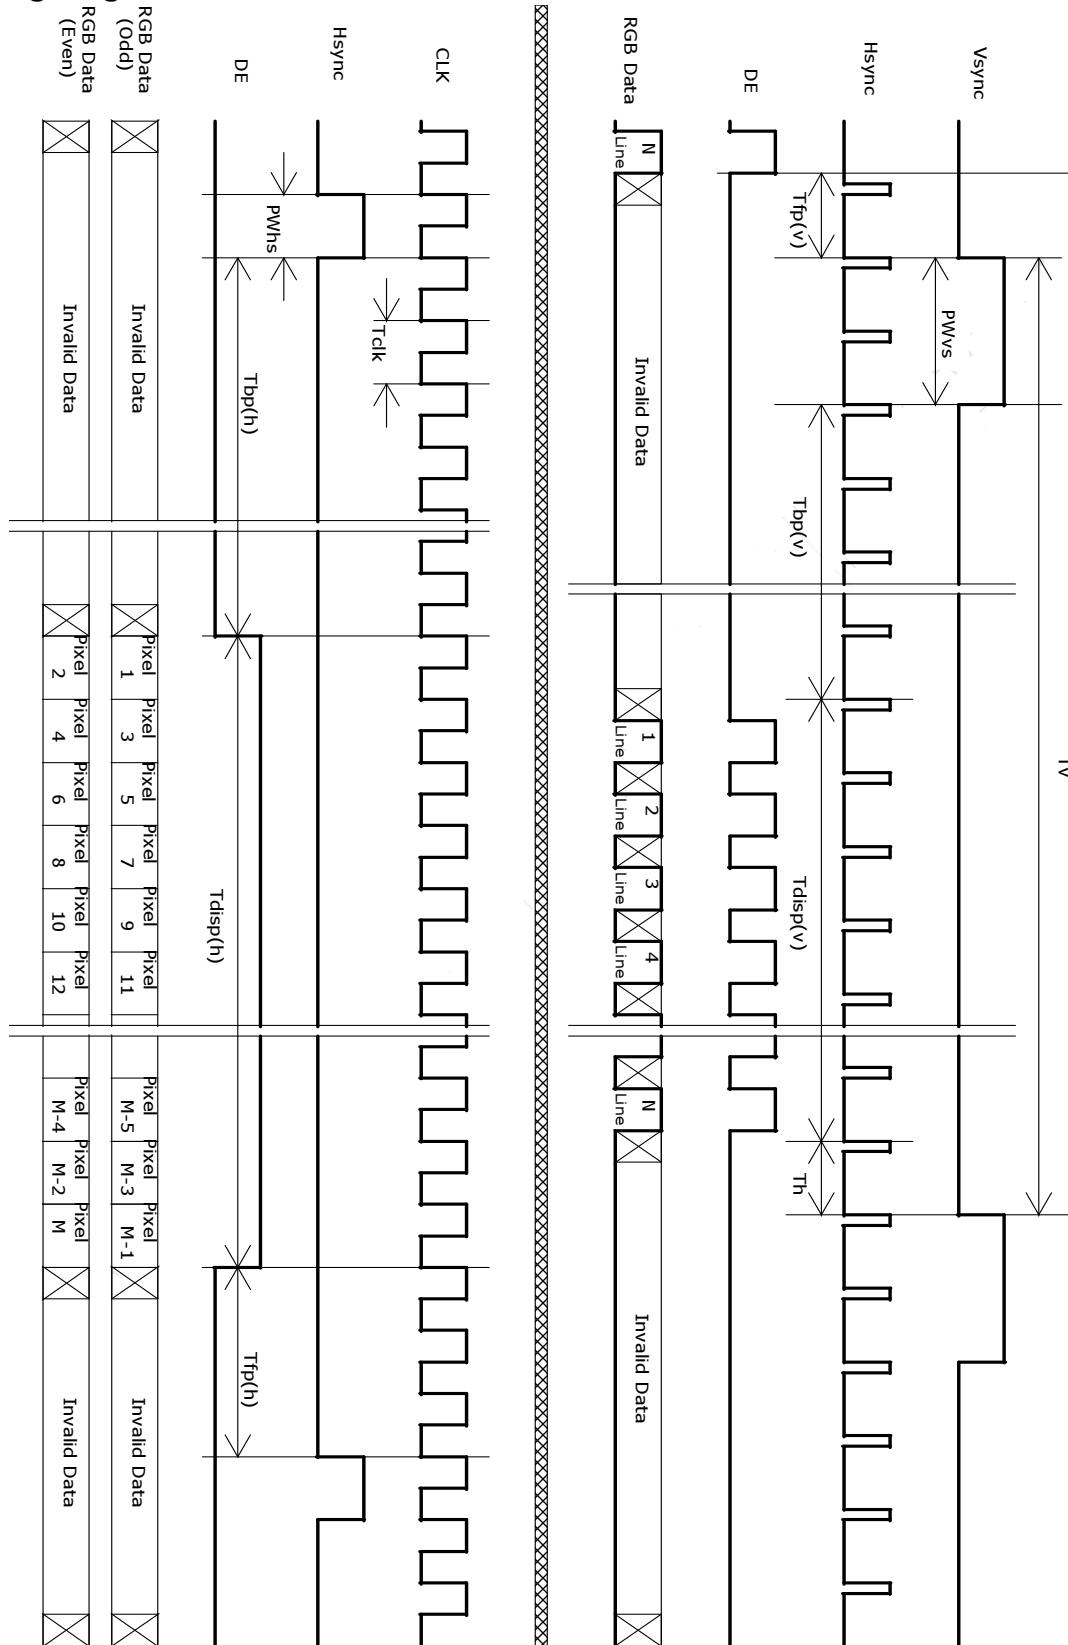 Tv
Vsync
PWvs
Hsync
Tfp(v)
Tbp(v)
Tdisp(v)
Th
DE
RGB Data
N
Line
Invalid Data
1
Line
2
Line
3
Line
4
Line
N
Line
Invalid Data
CLK
Tclk
Hsync
PWhs
DE
Tbp(h)
Tdisp(h)
Tfp(h)
RGB Data
(Odd)
Invalid Data
Pixel
1
Pixel
3
Pixel
5
Pixel
7
Pixel
9
Pixel
11
Pixel
M-5
Pixel
M-3
Pixel
M-1
Invalid Data
RGB Data
(Even)
Invalid Data
Pixel
2
Pixel
4
Pixel
6
Pixel
8
Pixel
10
Pixel
12
Pixel
M-4
Pixel
M-2
Pixel
M
Invalid Data